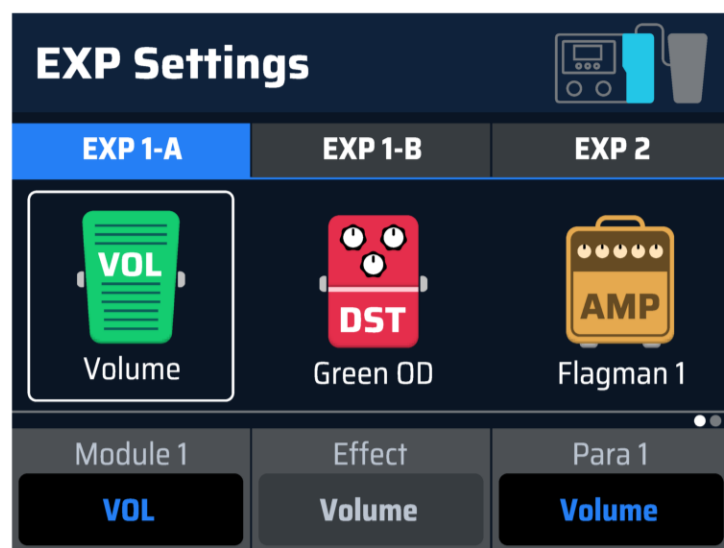 EXP Settings
EXP 1-A
EXP 1-B
EXP 2
VOL
DST
AMP
Volume
Green OD
Flagman 1
Module 1
Effect
Para 1
VOL
Volume
Volume